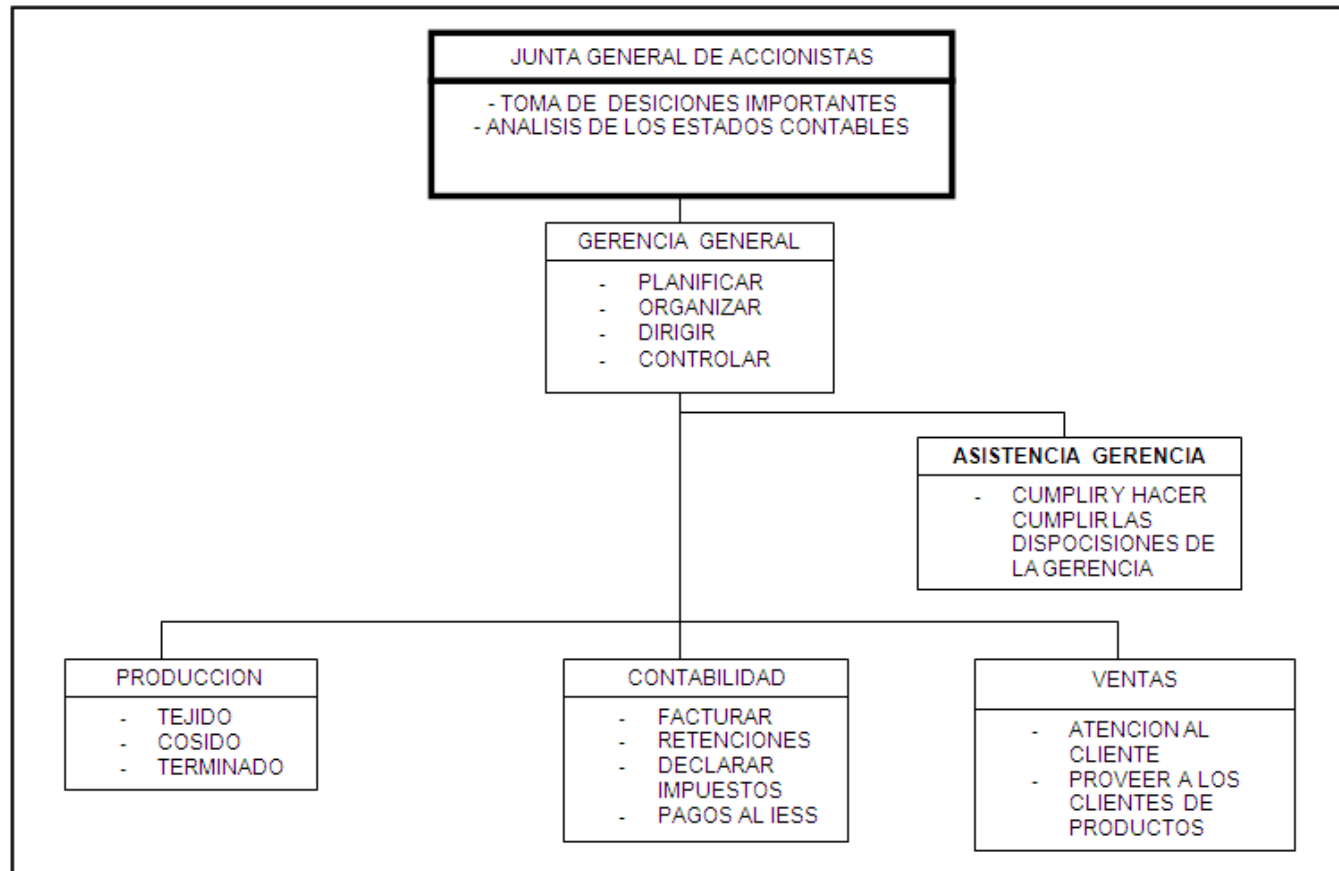 JUNTA GENERAL DE ACCIONISTAS
- TOMA DE DESICIONES IMPORTANTES
- ANALISIS DE LOS ESTADOS CONTABLES
GERENCIA GENERAL
- PLANIFICAR
- ORGANIZAR
- DIRIGIR
- CONTROLAR
ASISTENCIA GERENCIA
- CUMPLIR Y HACER
CUMPLIR LAS
DISPOCISIONES DE
LA GERENCIA
PRODUCCION
- TEJIDO
- COSIDO
- TERMINADO
CONTABILIDAD
- FACTURAR
- RETENCIONES
- DECLARAR
IMPUESTOS
- PAGOS AL IESS
VENTAS
- ATENCION AL
CLIENTE
- PROVEER A LOS
CLIENTES DE
PRODUCTOS